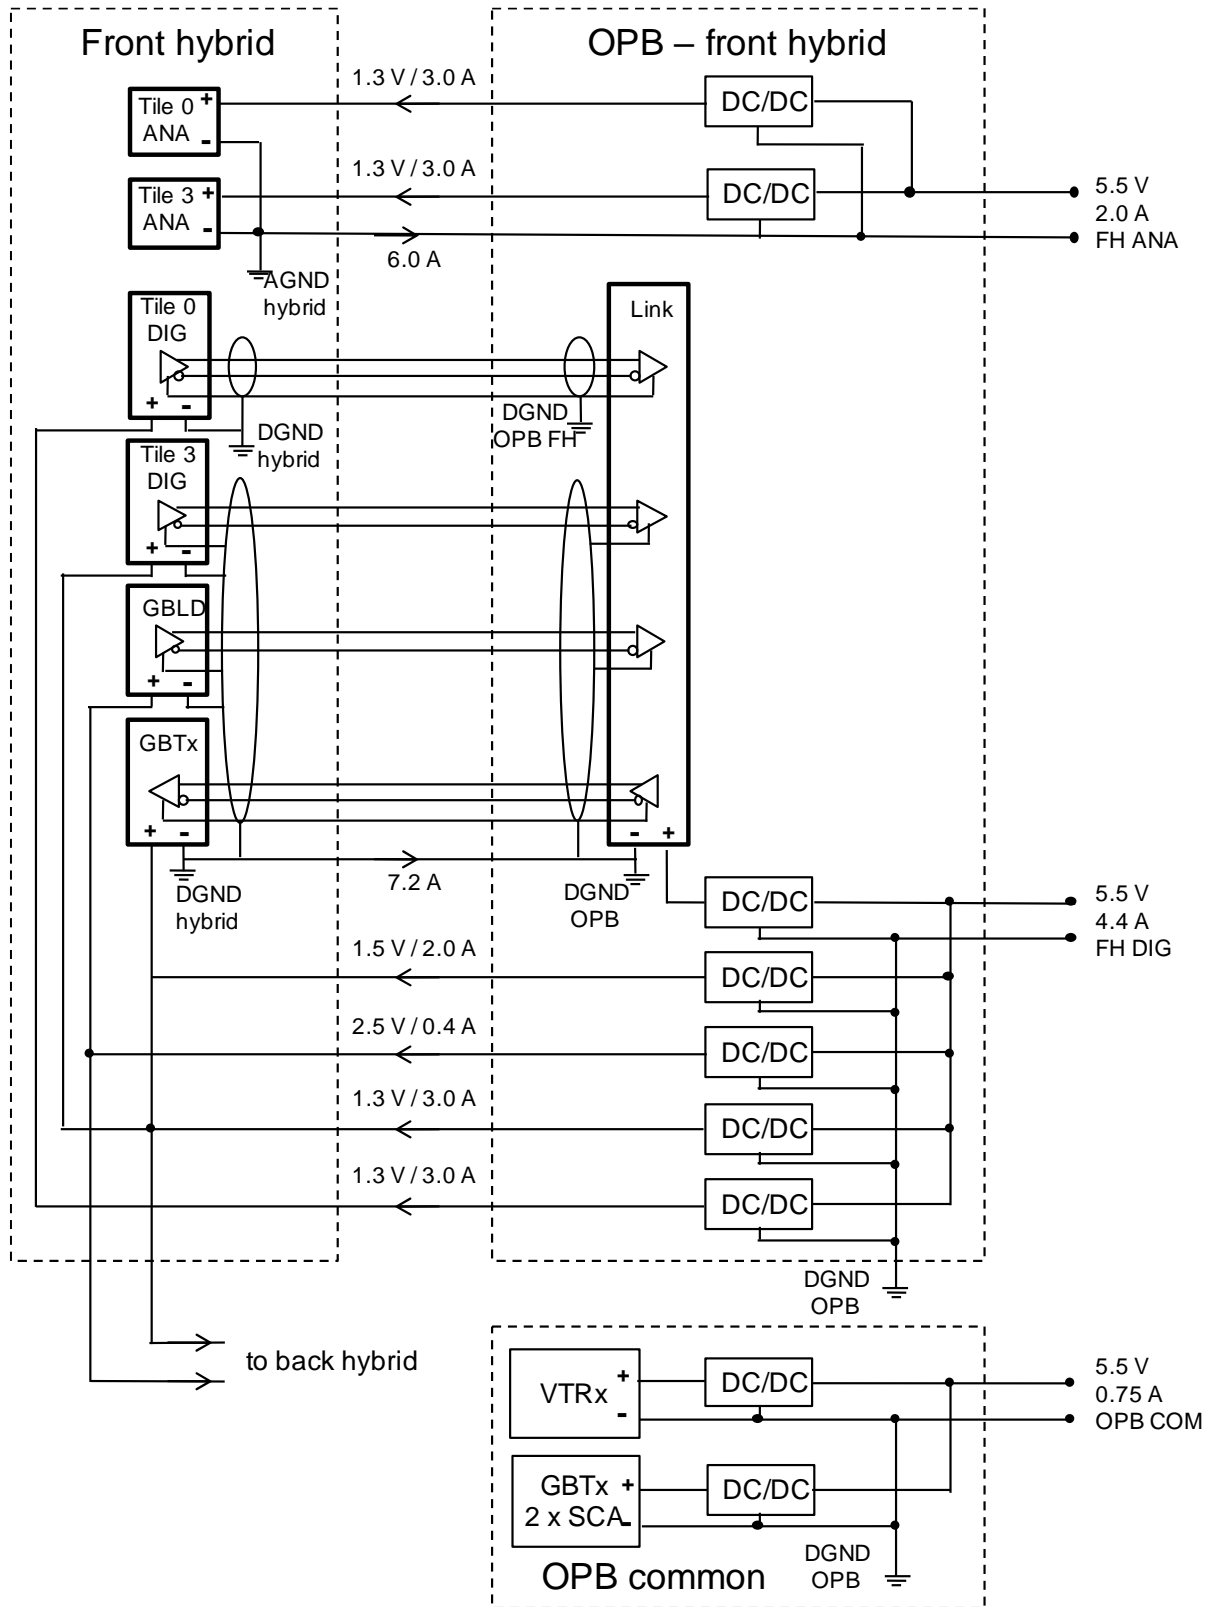 Front hybrid
OPB – front hybrid
1.3 V / 3.0 A
DC/DC
Tile 0 +
ANA -
1.3 V / 3.0 A
DC/DC
Tile 3 +
ANA -
5.5 V
2.0 A
FH ANA
6.0 A
AGND
hybrid
Tile 0
DIG
+ -
Link
DGND
hybrid
DGND
OPB FH
Tile 3
DIG
+ -
GBLD
+ -
GBTx
+ -
- +
7.2 A
DGND
hybrid
DGND
OPB
DC/DC
5.5 V
4.4 A
FH DIG
1.5 V / 2.0 A
DC/DC
2.5 V / 0.4 A
DC/DC
1.3 V / 3.0 A
DC/DC
1.3 V / 3.0 A
DC/DC
DGND
OPB
to back hybrid
VTRx
+
-
DC/DC
5.5 V
0.75 A
OPB COM
GBTx +
2 x SCA -
DC/DC
DGND
OPB
OPB common